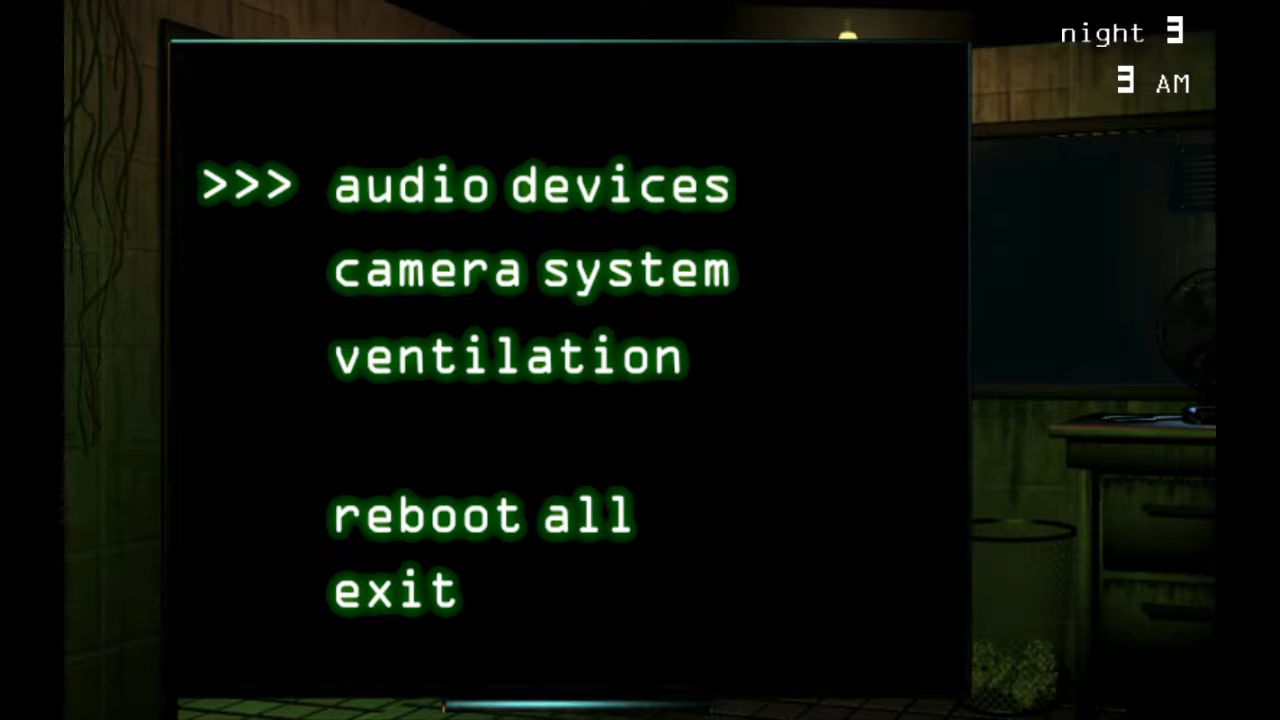 night 3
3 AM
>>> audio devices
camera system
ventilation
reboot all
exit